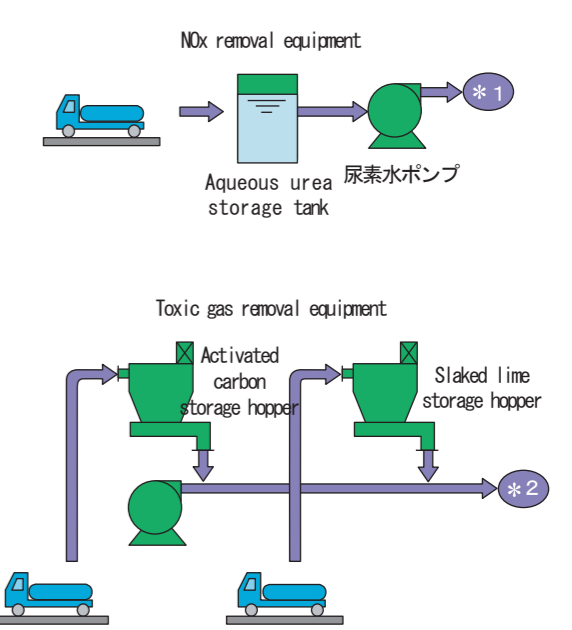 NOx removal equipment
*1
Aqueous urea
storage tank
尿素水ポンプ
Toxic gas removal equipment
Activated
carbon
storage hopper
Slaked lime
storage hopper
*2